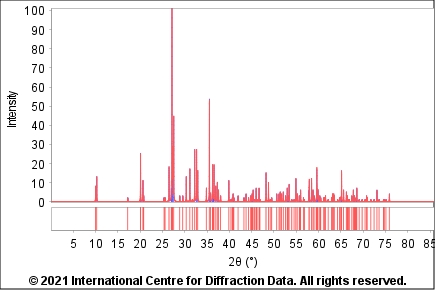 100
90
80
70
60
50
40
30
20
10
0
Intensity
5 10 15 20 25 30 35 40 45 50 55 60 65 70 75 80 85
2θ (°)
© 2021 International Centre for Diffraction Data. All rights reserved.